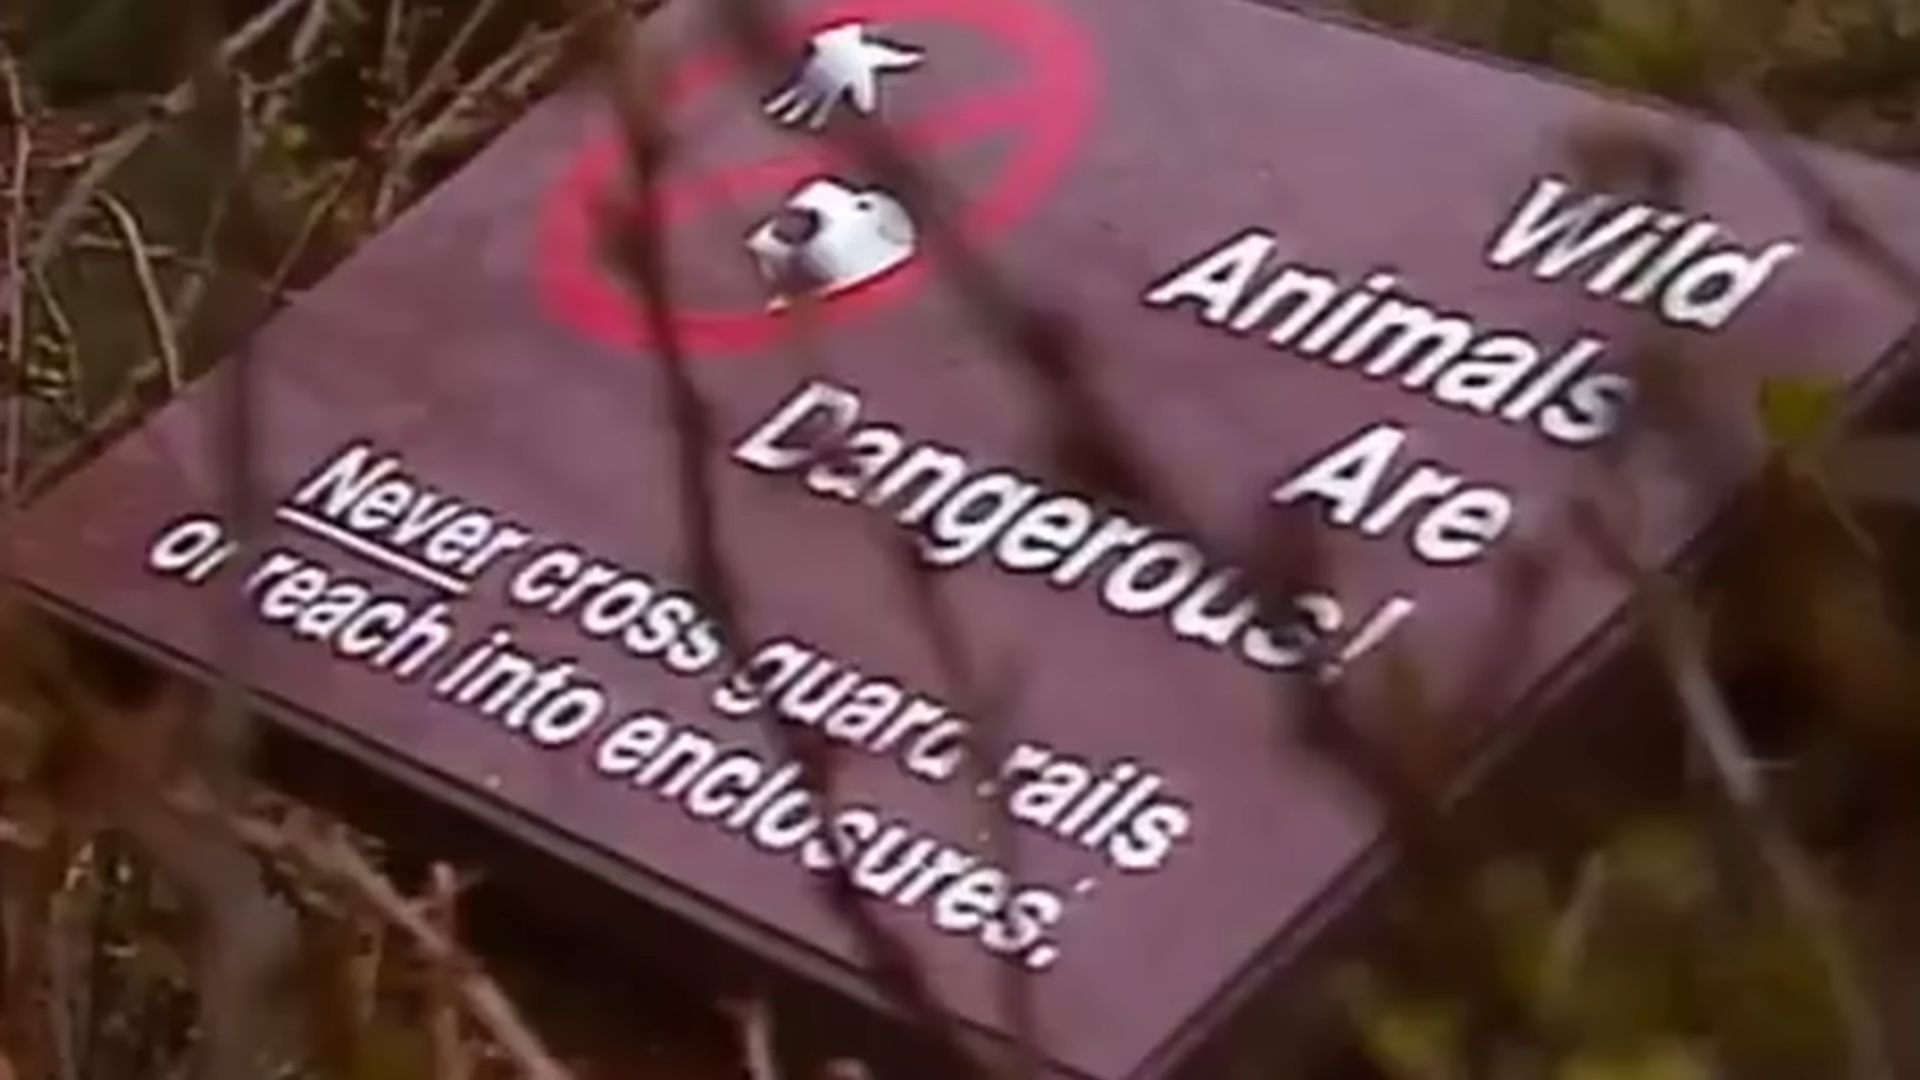 Wild
Animals
Are
Dangerous!
Never cross guard rails
or reach into enclosures,